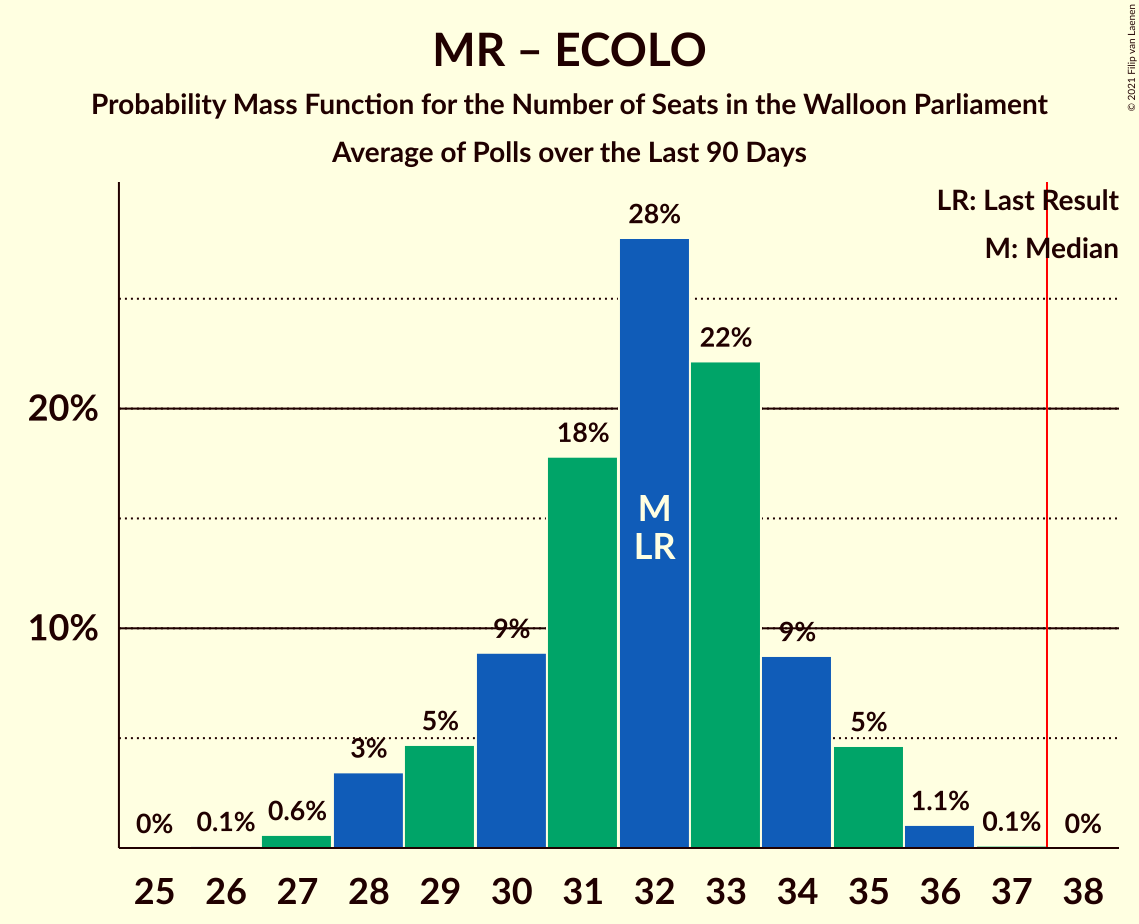 MR – ECOLO
Probability Mass Function for the Number of Seats in the Walloon Parliament
Average of Polls over the Last 90 Days
© 2021 Filip van Laenen
LR: Last Result
M: Median
20%
10%
0%
0.1%
0.6%
3%
5%
9%
18%
28%
22%
9%
5%
1.1%
0.1%
0%
M
LR
25 26 27 28 29 30 31 32 33 34 35 36 37 38